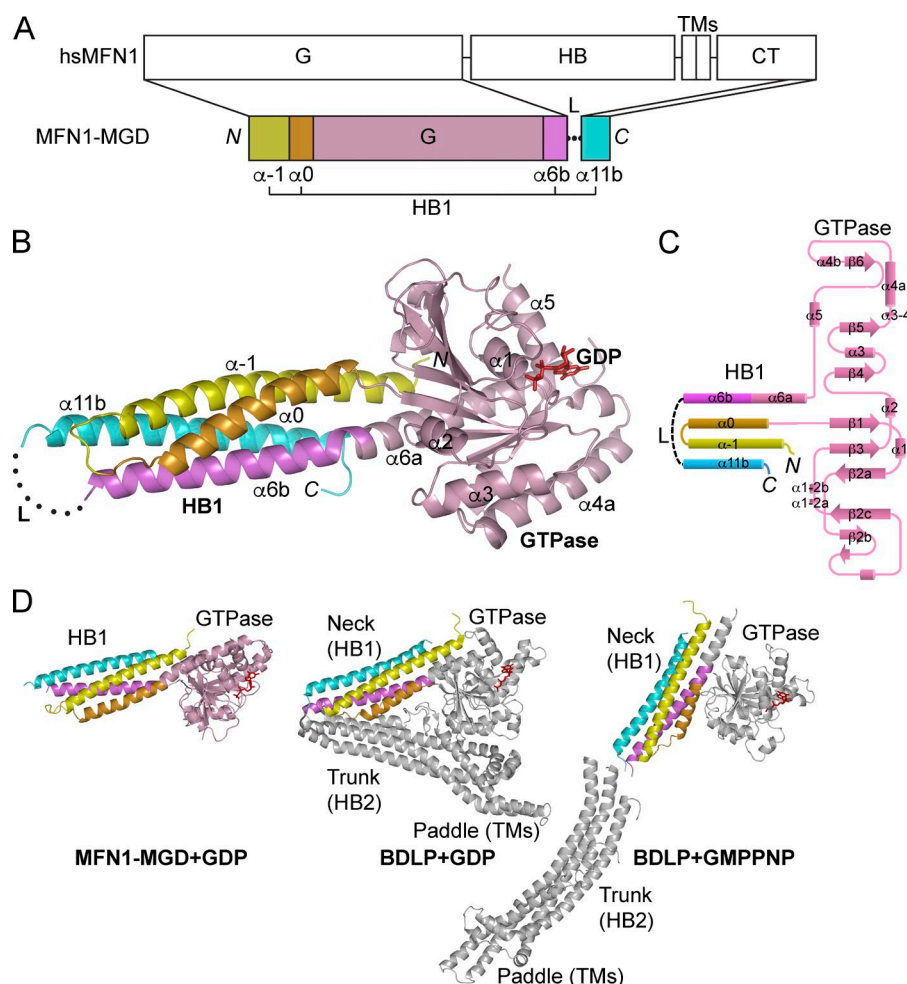 A
hsMFN1 G HB TMs CT
L
MFN1-MGD N G C
α-1 α0 α6b α11b
HB1
B
α5
GDP
α-1
N
α1
α11b
α0
α2
α6a
α6b
C
α3
α4a
L
HB1
GTPase
C
GTPase
α4b β6
α4a
α5
α3-4
β5
α3
β4
HB1
α6b α6a
α2
L
α0
β1
α1
α-1
N
β3
α11b
C
β2a
α1-2b
α1-2a
β2c
β2b
D
HB1
GTPase
MFN1-MGD+GDP
Neck
(HB1)
GTPase
Trunk
(HB2)
Paddle (TMs)
BDLP+GDP
Neck
(HB1)
GTPase
BDLP+GMPPNP
Trunk
(HB2)
Paddle (TMs)